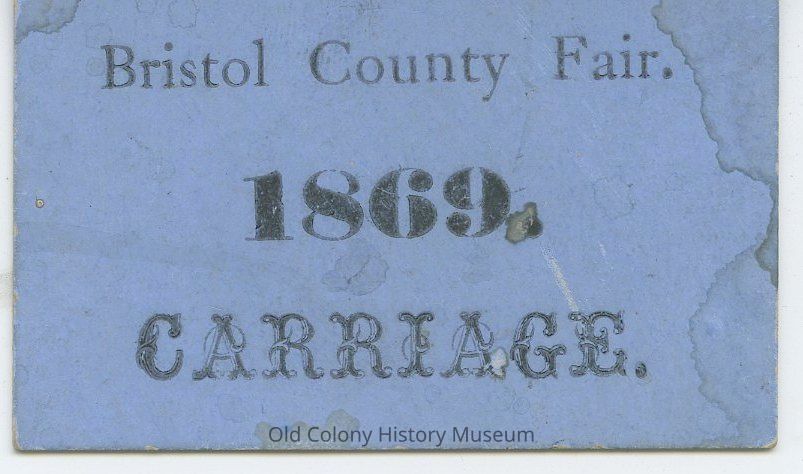 Bristol County Fair.
1869.
CARRIAGE.
Old Colony History Museum